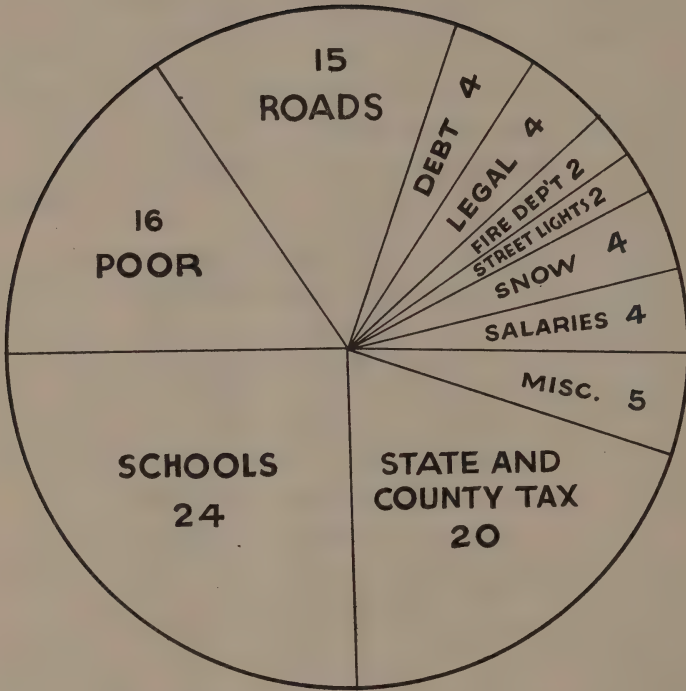 15
ROADS
DEBT 4
LEGAL 4
FIRE DEP'T 2
STREET LIGHTS 2
SNOW 4
SALARIES 4
MISC. 5
STATE AND
COUNTY TAX
20
SCHOOLS
24
16
POOR